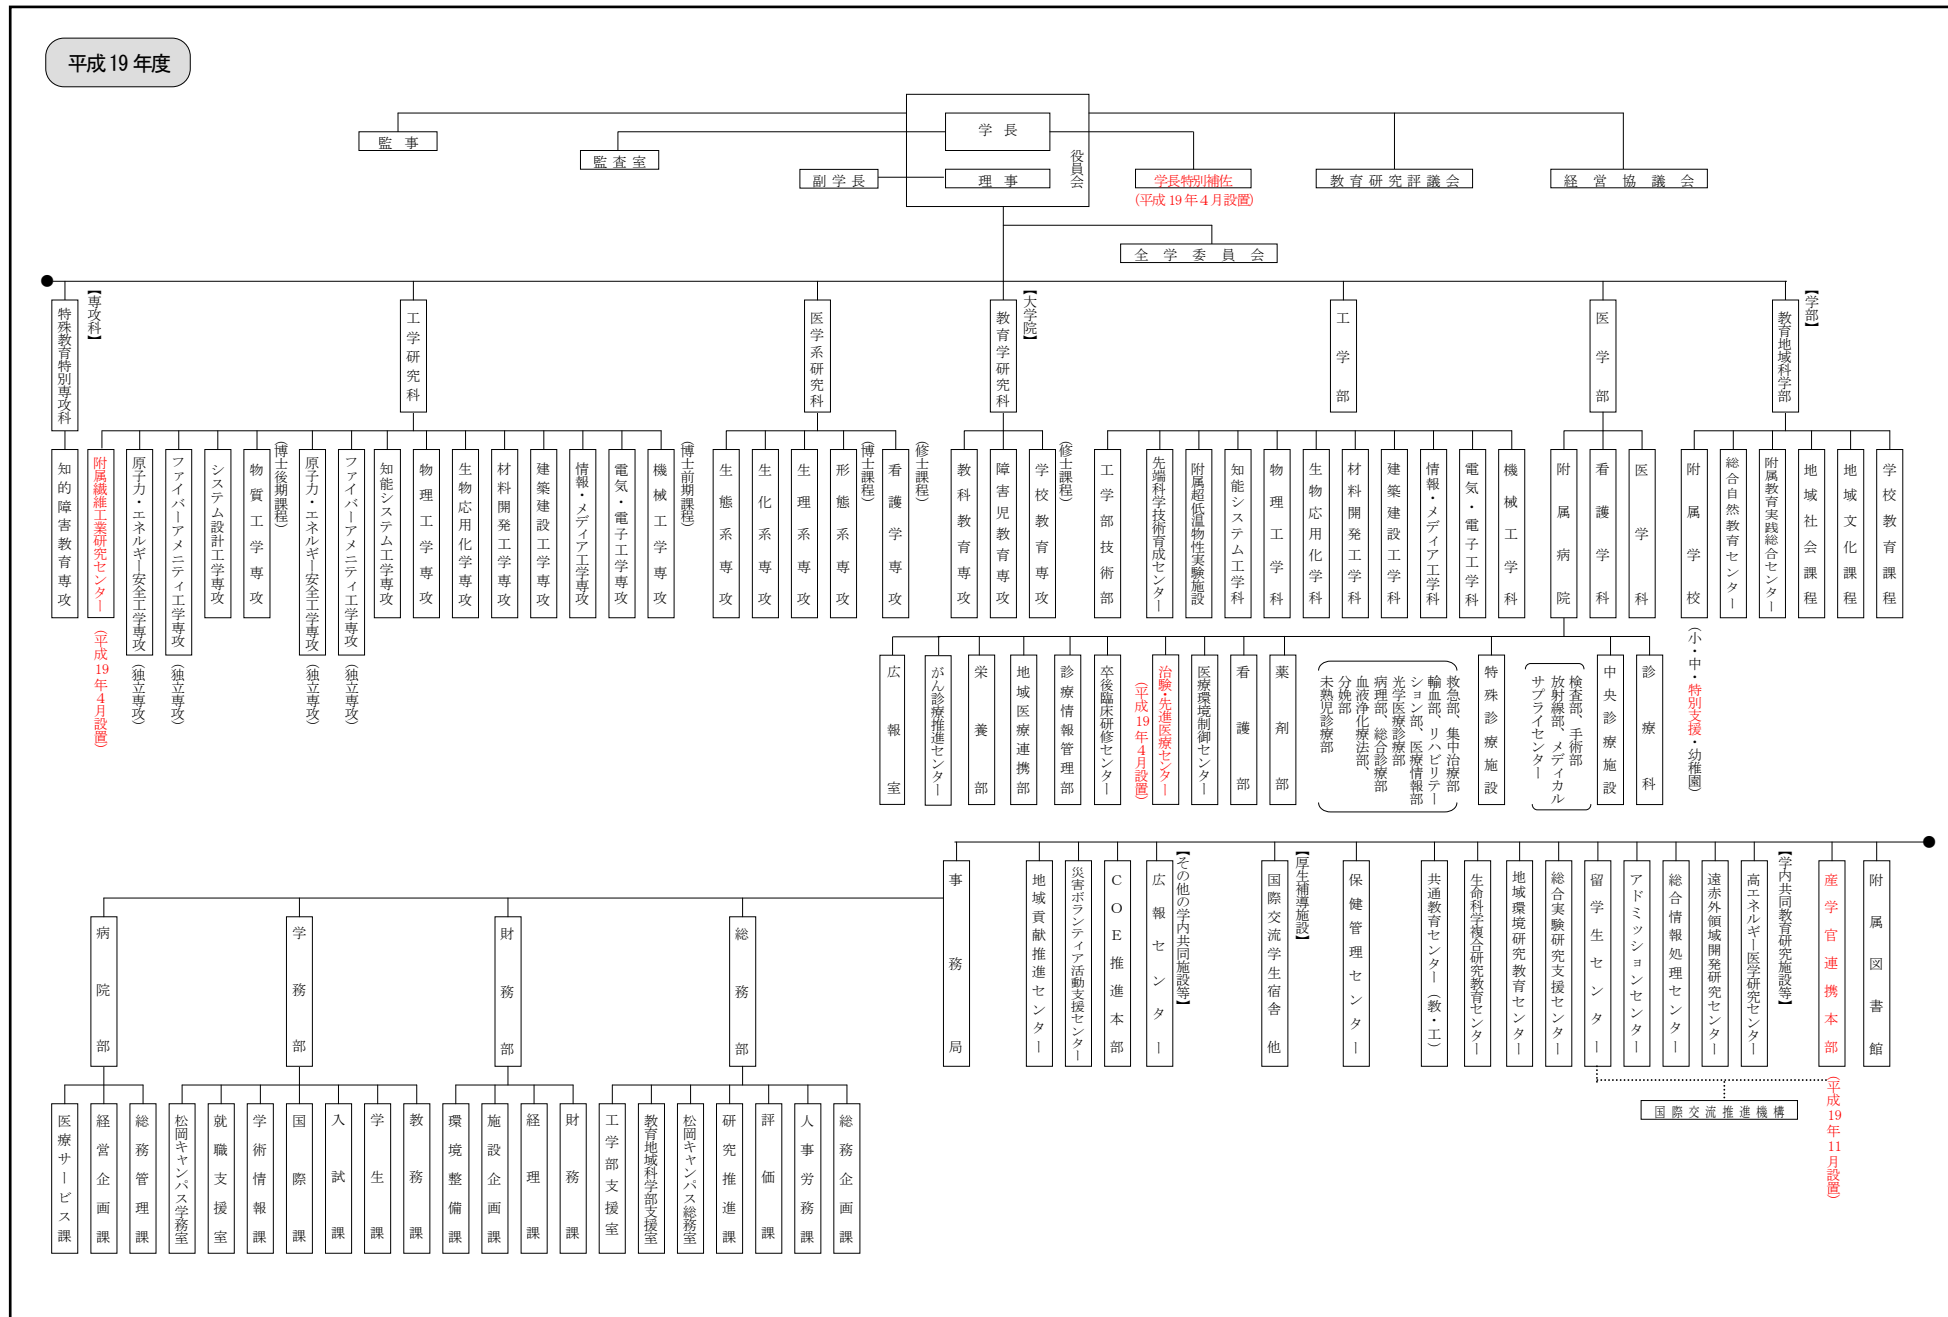 平成19年度
学長
監事
役員会
監査室
副学長
理事
学長特別補佐
(平成19年4月設置)
教育研究評議会
経営協議会
全学委員会
【学部】
教育地域科学部
医学部
工学部
【大学院】
教育学研究科
医学系研究科
工学研究科
【専攻科】
特殊教育特別専攻科
学校教育課程
地域文化課程
地域社会課程
附属教育実践総合センター
総合自然教育センター
附属学校
(小・中・特別支援・幼稚園)
医学科
看護学科
附属病院
機械工学科
電気・電子工学科
情報・メディア工学科
建築建設工学科
材料開発工学科
生物応用化学科
物理工学科
知能システム工学科
附属超低温物性実験施設
先端科学技術育成センター
工学部技術部
(修士課程)
学校教育専攻
障害児教育専攻
教科教育専攻
(修士課程)
看護学専攻
(博士課程)
形態系専攻
生理系専攻
生化系専攻
生態系専攻
(博士前期課程)
機械工学専攻
電気・電子工学専攻
情報・メディア工学専攻
建築建設工学専攻
材料開発工学専攻
生物応用化学専攻
物理工学専攻
知能システム工学専攻
ファイバーアメニティ工学専攻
(独立専攻)
原子力・エネルギー安全工学専攻
(独立専攻)
(博士後期課程)
物質工学専攻
システム設計工学専攻
ファイバーアメニティ工学専攻
(独立専攻)
原子力・エネルギー安全工学専攻
(独立専攻)
附属繊維工業研究センター
(平成19年4月設置)
知的障害教育専攻
診療科
中央診療施設
検査部、手術部
放射線部、メディカル
サプライセンター
特殊診療施設
救急部、集中治療部
輸血部、リハビリテー
ション部、医療情報部
光学医療診療部
病理部、総合診療部
血液浄化療法部、
分娩部
未熟児診療部
薬剤部
看護部
医療環境制御センター
治験・先進医療センター
(平成19年4月設置)
卒後臨床研修センター
診療情報管理部
地域医療連携部
栄養部
がん診療推進センター
広報室
附属図書館
産学官連携本部
(平成19年11月設置)
【学内共同教育研究施設等】
高エネルギー医学研究センター
遠赤外領域開発研究センター
総合情報処理センター
アドミッションセンター
留学生センター
総合実験研究支援センター
地域環境研究教育センター
生命科学複合研究教育センター
共通教育センター(教・工)
国際交流推進機構
保健管理センター
【厚生補導施設】
国際交流学生宿舎他
【その他の学内共同施設等】
広報センター
COE推進本部
災害ボランティア活動支援センター
地域貢献推進センター
事務局
総務部
財務部
学務部
病院部
総務企画課
人事労務課
評価課
研究推進課
松岡キャンパス総務室
教育地域科学部支援室
工学部支援室
財務課
経理課
施設企画課
環境整備課
教務課
学生課
入試課
国際課
学術情報課
就職支援室
松岡キャンパス学務室
総務管理課
経営企画課
医療サービス課